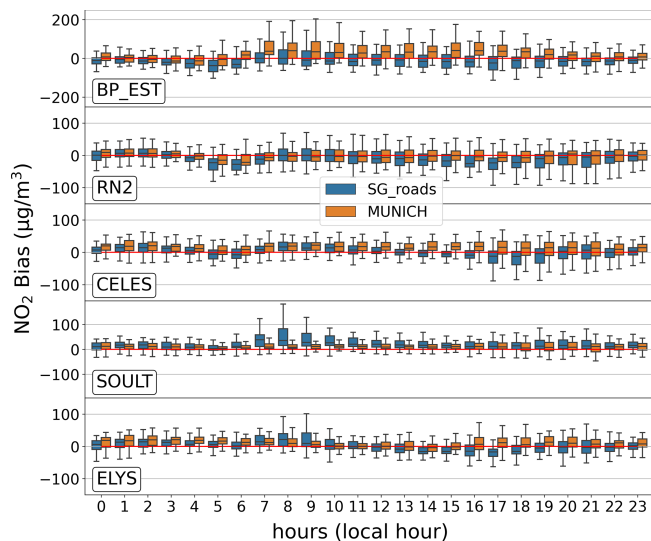 200
0
−200
BP_EST
100
0
−100
RN2
SG_roads
MUNICH
100
0
−100
CELES
100
0
−100
SOULT
100
0
−100
ELYS
NO₂ Bias (μg/m³)
0 1 2 3 4 5 6 7 8 9 10 11 12 13 14 15 16 17 18 19 20 21 22 23
hours (local hour)